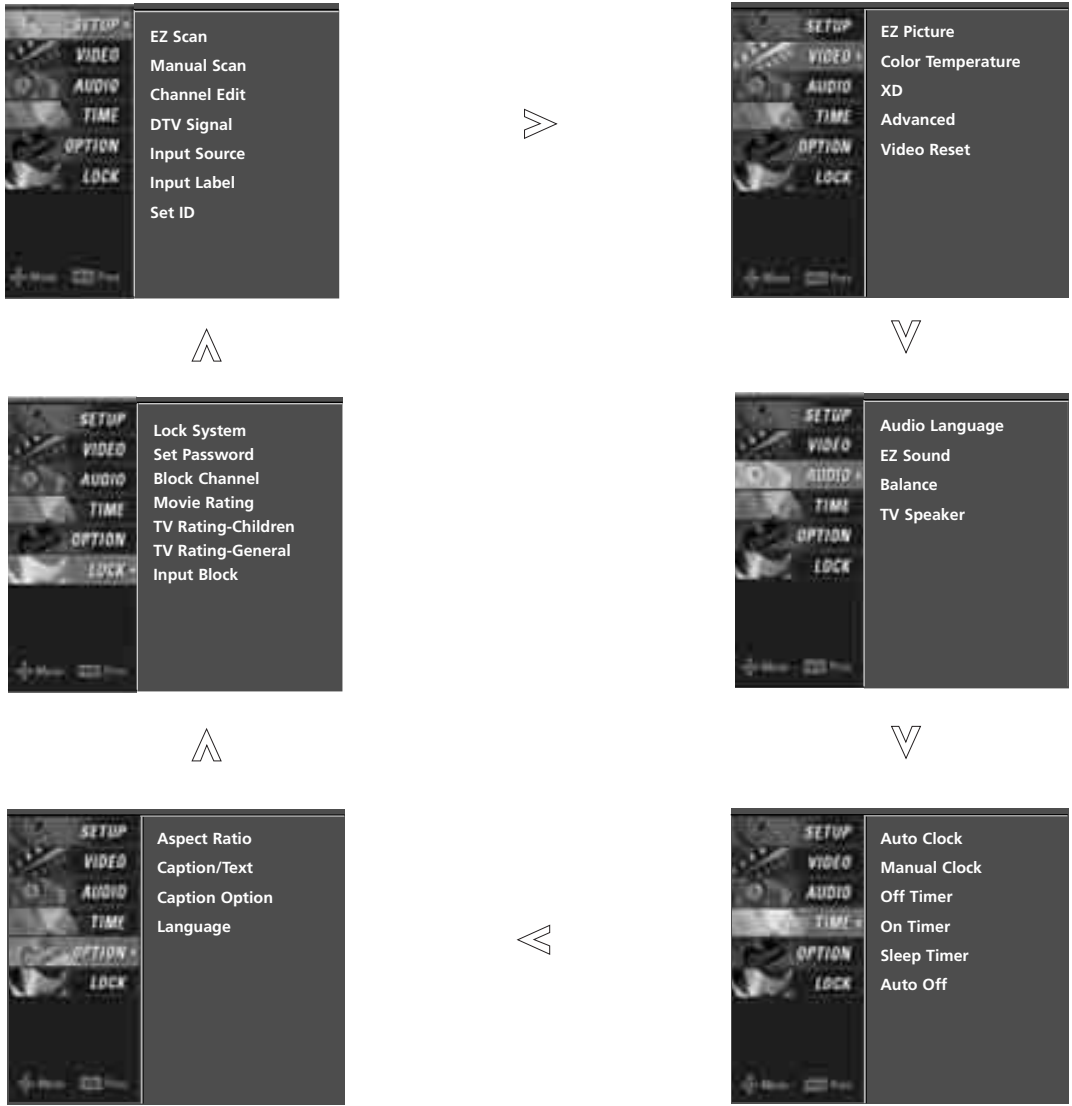 SETUP
VIDEO
AUDIO
TIME
OPTION
LOCK
EZ Scan
Manual Scan
Channel Edit
DTV Signal
Input Source
Input Label
Set ID
SETUP
VIDEO
AUDIO
TIME
OPTION
LOCK
EZ Picture
Color Temperature
XD
Advanced
Video Reset
SETUP
VIDEO
AUDIO
TIME
OPTION
LOCK
Lock System
Set Password
Block Channel
Movie Rating
TV Rating-Children
TV Rating-General
Input Block
SETUP
VIDEO
AUDIO
TIME
OPTION
LOCK
Audio Language
EZ Sound
Balance
TV Speaker
SETUP
VIDEO
AUDIO
TIME
OPTION
LOCK
Aspect Ratio
Caption/Text
Caption Option
Language
SETUP
VIDEO
AUDIO
TIME
OPTION
LOCK
Auto Clock
Manual Clock
Off Timer
On Timer
Sleep Timer
Auto Off